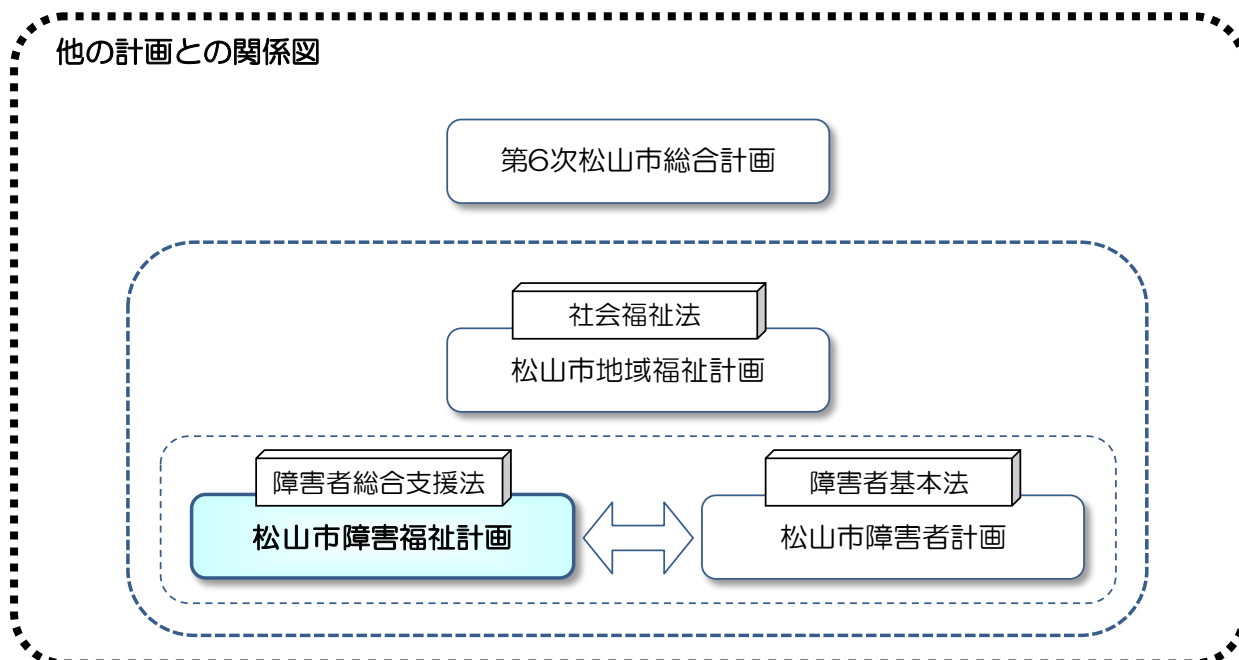 他の計画との関係図
第6次松山市総合計画
社会福祉法
松山市地域福祉計画
障害者総合支援法
松山市障害福祉計画
障害者基本法
松山市障害者計画